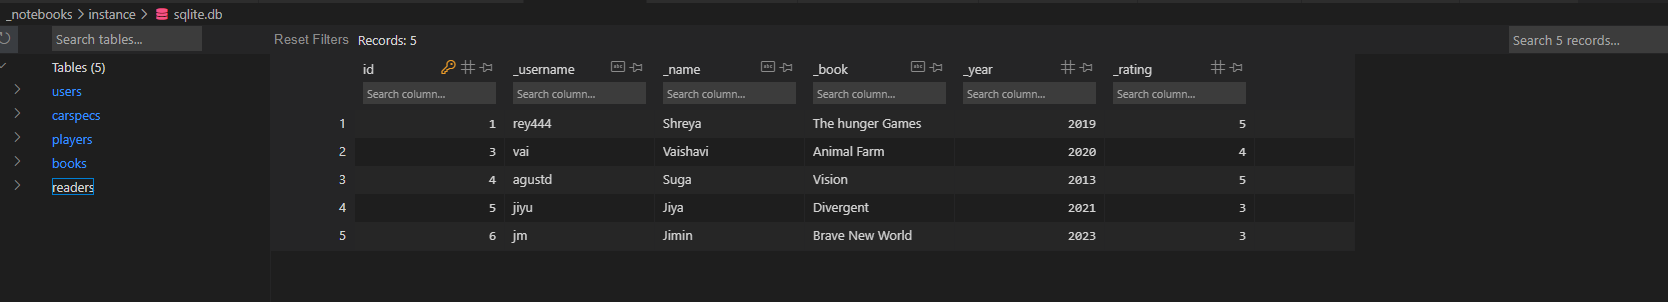 _notebooks > instance > sqlite.db
Search tables... Reset Filters Records: 5 Search 5 records...
Tables (5)
users
carspecs
players
books
readers
id _username abc _name abc _book abc _year _rating
Search column... Search column... Search column... Search column... Search column... Search column...
1 1 rey444 Shreya The hunger Games 2019 5
2 3 vai Vaishavi Animal Farm 2020 4
3 4 agustd Suga Vision 2013 5
4 5 jiyu Jiya Divergent 2021 3
5 6 jm Jimin Brave New World 2023 3